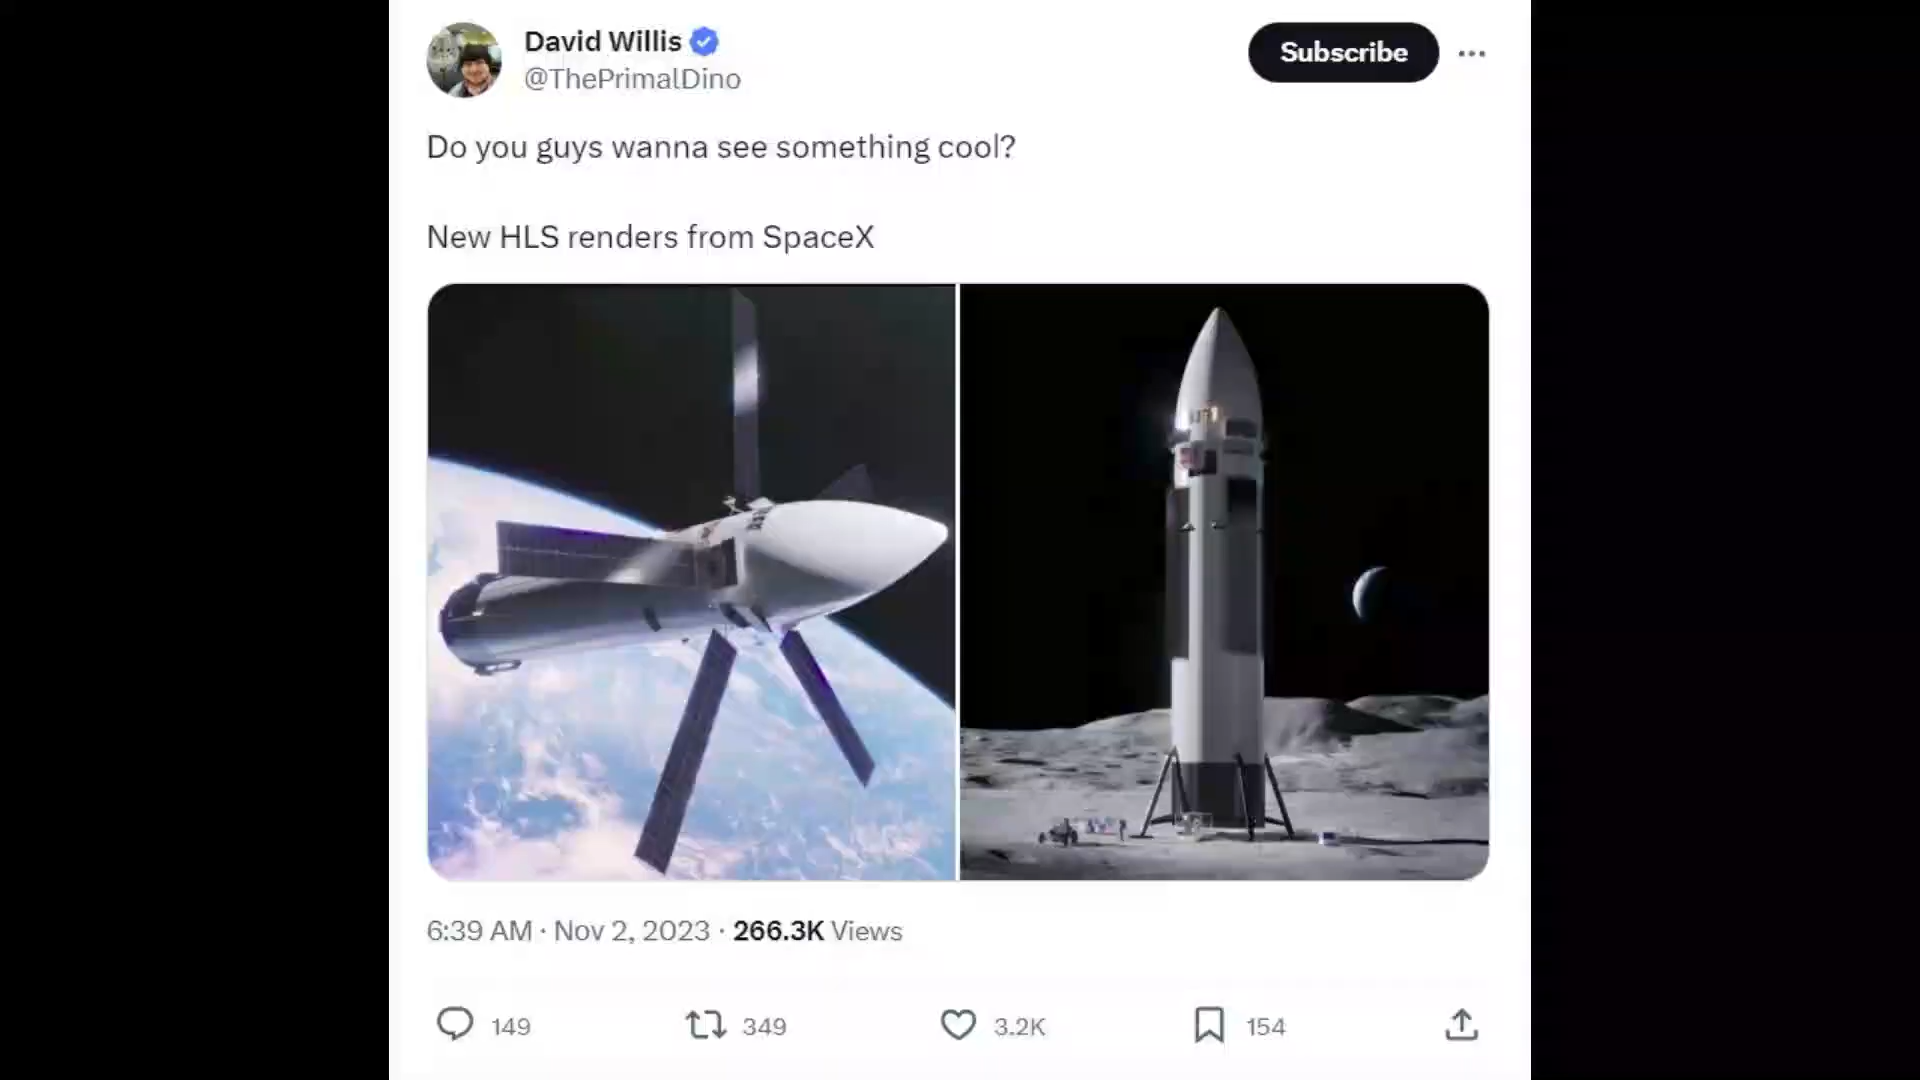 David Willis
@ThePrimalDino
Subscribe
Do you guys wanna see something cool?
New HLS renders from SpaceX
6:39 AM · Nov 2, 2023 · 266.3K Views
149 349 3.2K 154